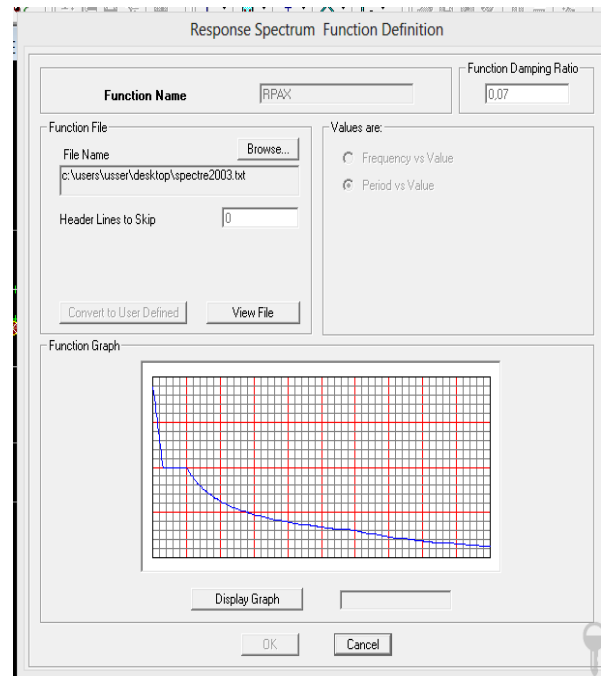 Response Spectrum Function Definition
Function Damping Ratio
Function Name
RPAX
0,07
Function File
Values are:
File Name
Browse...
Frequency vs Value
c:\users\usser\desktop\spectre2003.txt
Period vs Value
Header Lines to Skip
0
Convert to User Defined
View File
Function Graph
Display Graph
OK
Cancel